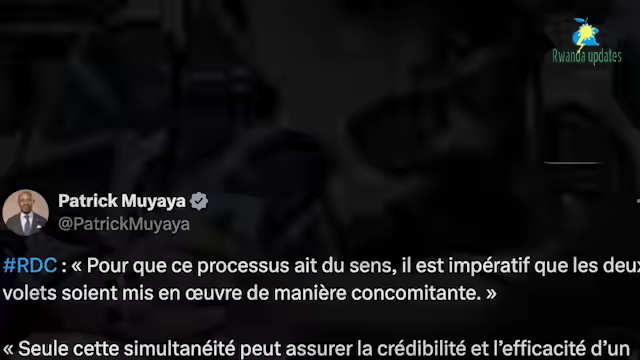 Rwanda updates
Patrick Muyaya
@PatrickMuyaya
#RDC : « Pour que ce processus ait du sens, il est impératif que les deux
volets soient mis en œuvre de manière concomitante. »
« Seule cette simultanéité peut assurer la crédibilité et l’efficacité d’un